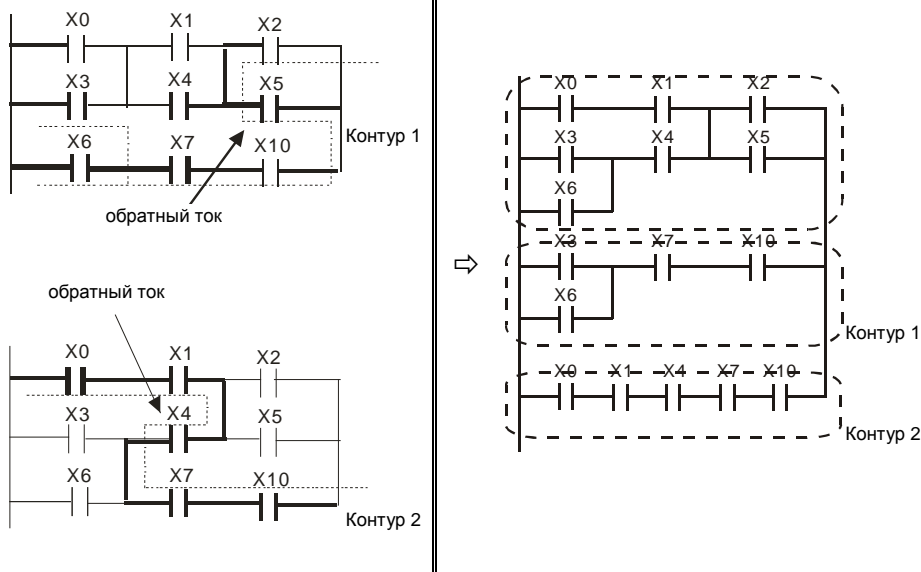 X0 X1 X2
X3 X4 X5
Контур 1
X6 X7 X10
обратный ток
обратный ток
X0 X1 X2
X3 X4 X5
X6 X7 X10
Контур 2
⇨
X0 X1 X2
X3 X4 X5
X6
X3 X7 X10
X6
Контур 1
X0 X1 X4 X7 X10
Контур 2